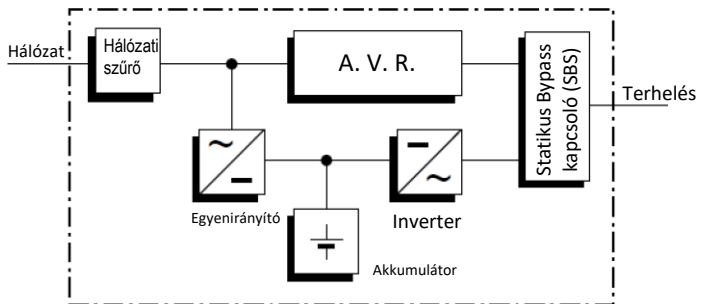 Hálózat
Hálózati
szűrő
A. V. R.
Statikus Bypass
kapcsoló (SBS)
Terhelés
Egyenirányító
Inverter
Akkumulátor